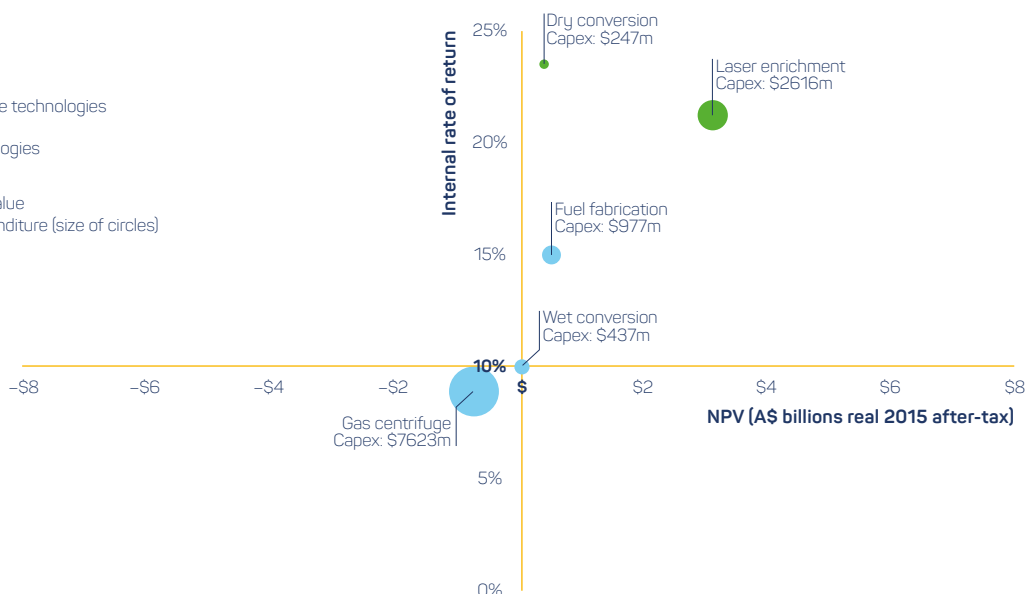 25%
Dry conversion
Capex: $247m
Internal rate of return
Laser enrichment
Capex: $2616m
e technologies
20%
ogies
alue
nditure (size of circles)
Fuel fabrication
Capex: $977m
15%
Wet conversion
Capex: $437m
10%
–$8
–$6
–$4
–$2
$
$2
$4
$6
$8
NPV (A$ billions real 2015 after-tax)
Gas centrifuge
Capex: $7623m
5%
0%